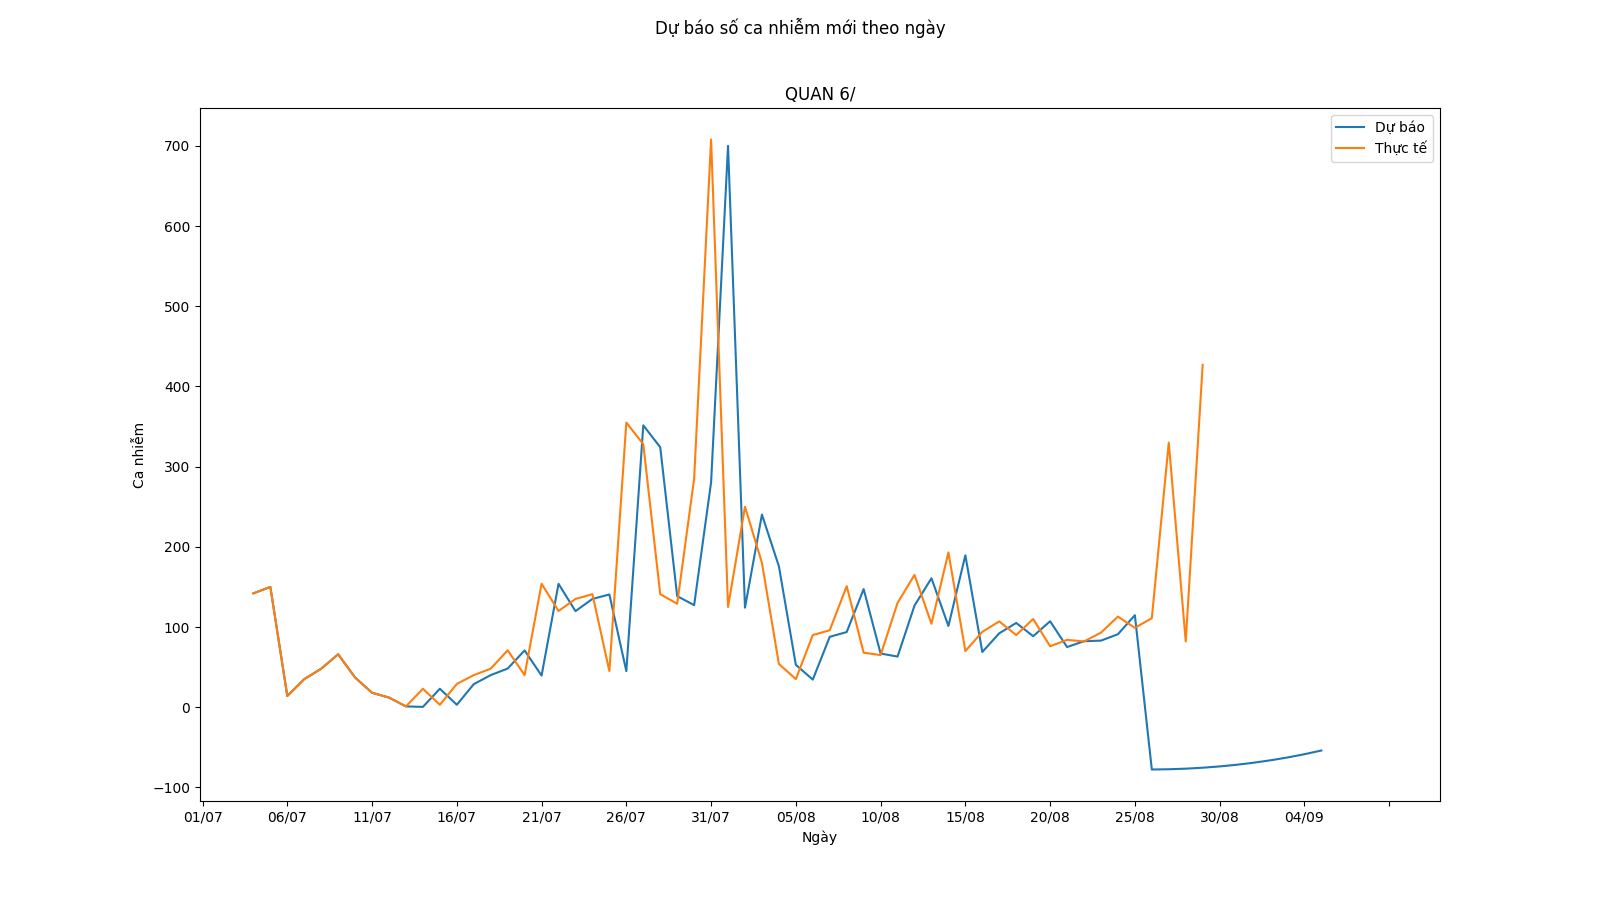 Dự báo số ca nhiễm mới theo ngày
QUAN 6/
Dự báo
Thực tế
Ca nhiễm
700
600
500
400
300
200
100
0
−100
01/07 06/07 11/07 16/07 21/07 26/07 31/07 05/08 10/08 15/08 20/08 25/08 30/08 04/09
Ngày